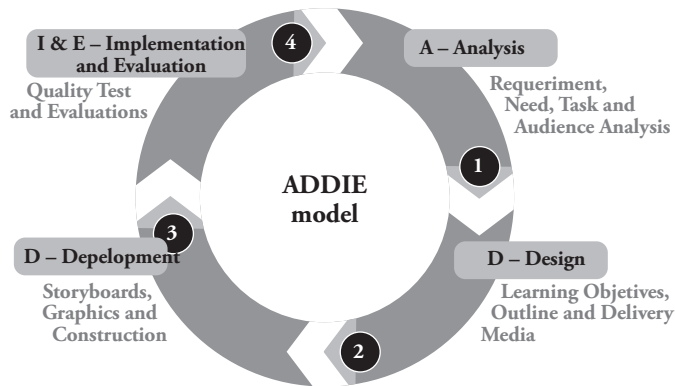 ADDIE
model
A – Analysis
Requeriment,
Need, Task and
Audience Analysis
1
D – Design
Learning Objetives,
Outline and Delivery
Media
2
D – Depelopment
Storyboards,
Graphics and
Construction
3
I & E – Implementation
and Evaluation
Quality Test
and Evaluations
4